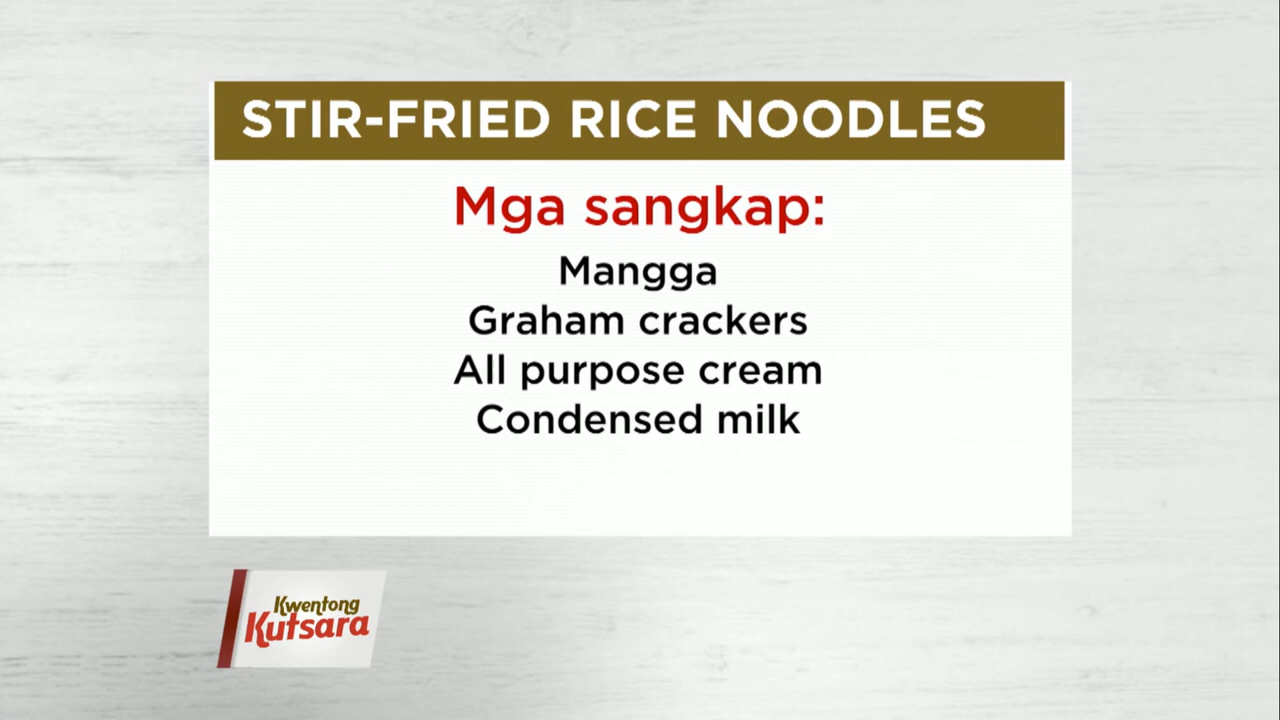 STIR-FRIED RICE NOODLES
Mga sangkap:
Mangga
Graham crackers
All purpose cream
Condensed milk
Kwentong
Kutsara